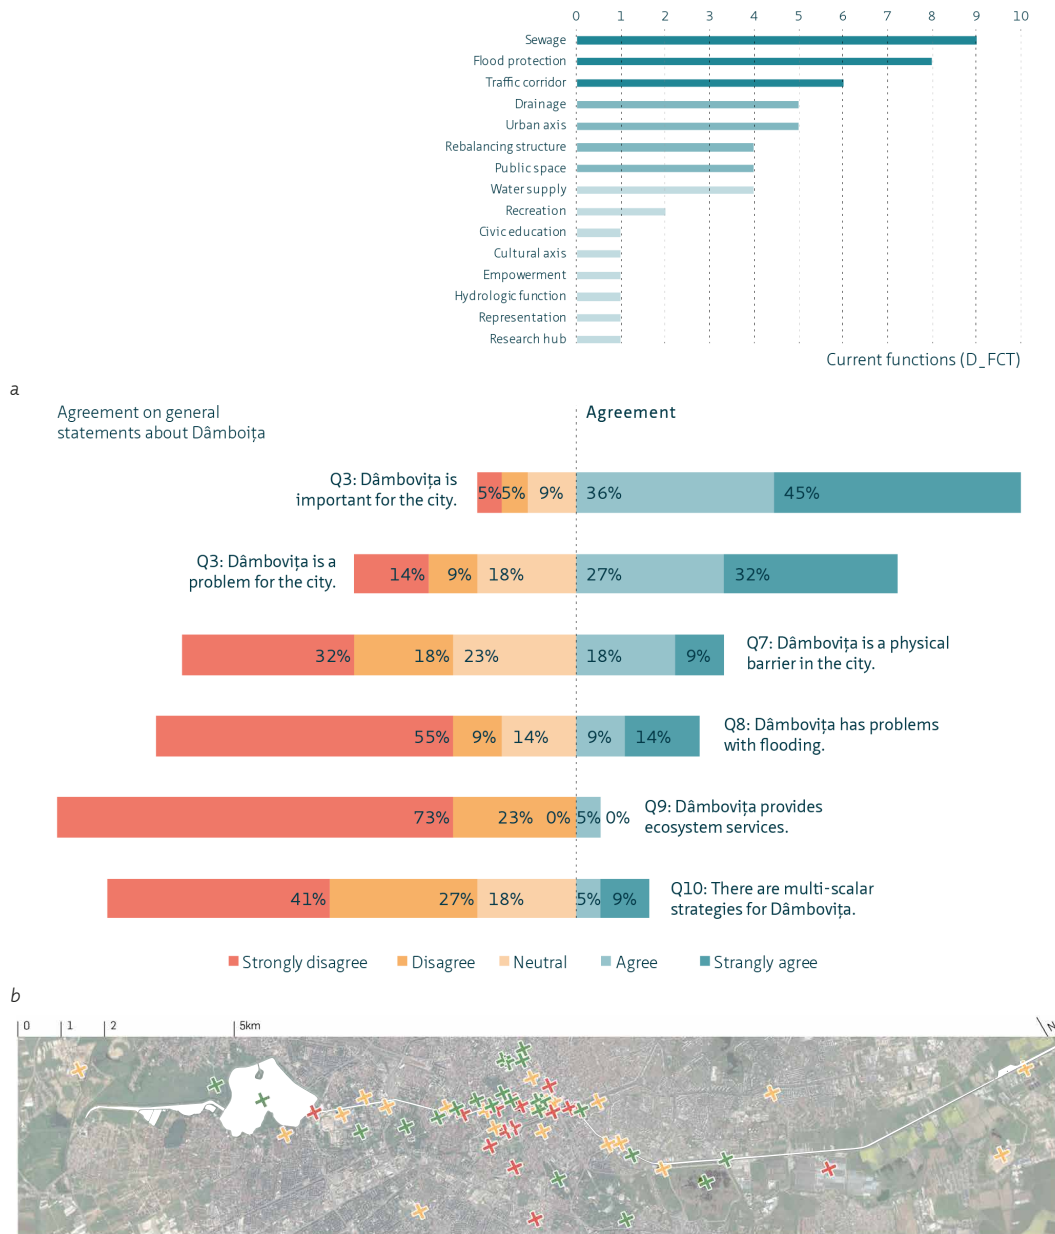 0 1 2 3 4 5 6 7 8 9 10
Sewage
Flood protection
Traffic corridor
Drainage
Urban axis
Rebalancing structure
Public space
Water supply
Recreation
Civic education
Cultural axis
Empowerment
Hydrologic function
Representation
Research hub
Current functions (D_FCT)
a
Agreement on general
statements about Dâmboița
Agreement
Q3: Dâmbovița is
important for the city.
5% 5% 9% 36% 45%
Q3: Dâmbovița is a
problem for the city.
14% 9% 18% 27% 32%
32% 18% 23% 18% 9%
Q7: Dâmbovița is a physical
barrier in the city.
55% 9% 14% 9% 14%
Q8: Dâmbovița has problems
with flooding.
73% 23% 0% 5% 0%
Q9: Dâmbovița provides
ecosystem services.
41% 27% 18% 5% 9%
Q10: There are multi-scalar
strategies for Dâmbovița.
Strongly disagree Disagree Neutral Agree Strangly agree
b
0 1 2 5km N